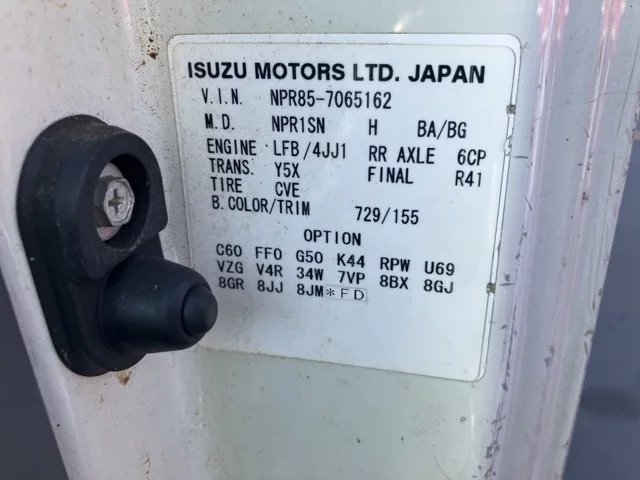 ISUZU MOTORS LTD. JAPAN
V.I.N. NPR85-7065162
M.D. NPR1SN H BA/BG
ENGINE LFB/4JJ1 RR AXLE 6CP
TRANS. Y5X FINAL R41
TIRE CVE
B.COLOR/TRIM 729/155
OPTION
C60 FF0 G50 K44 RPW U69
VZG V4R 34W 7VP 8BX 8GJ
8GR 8JJ 8JM *FD